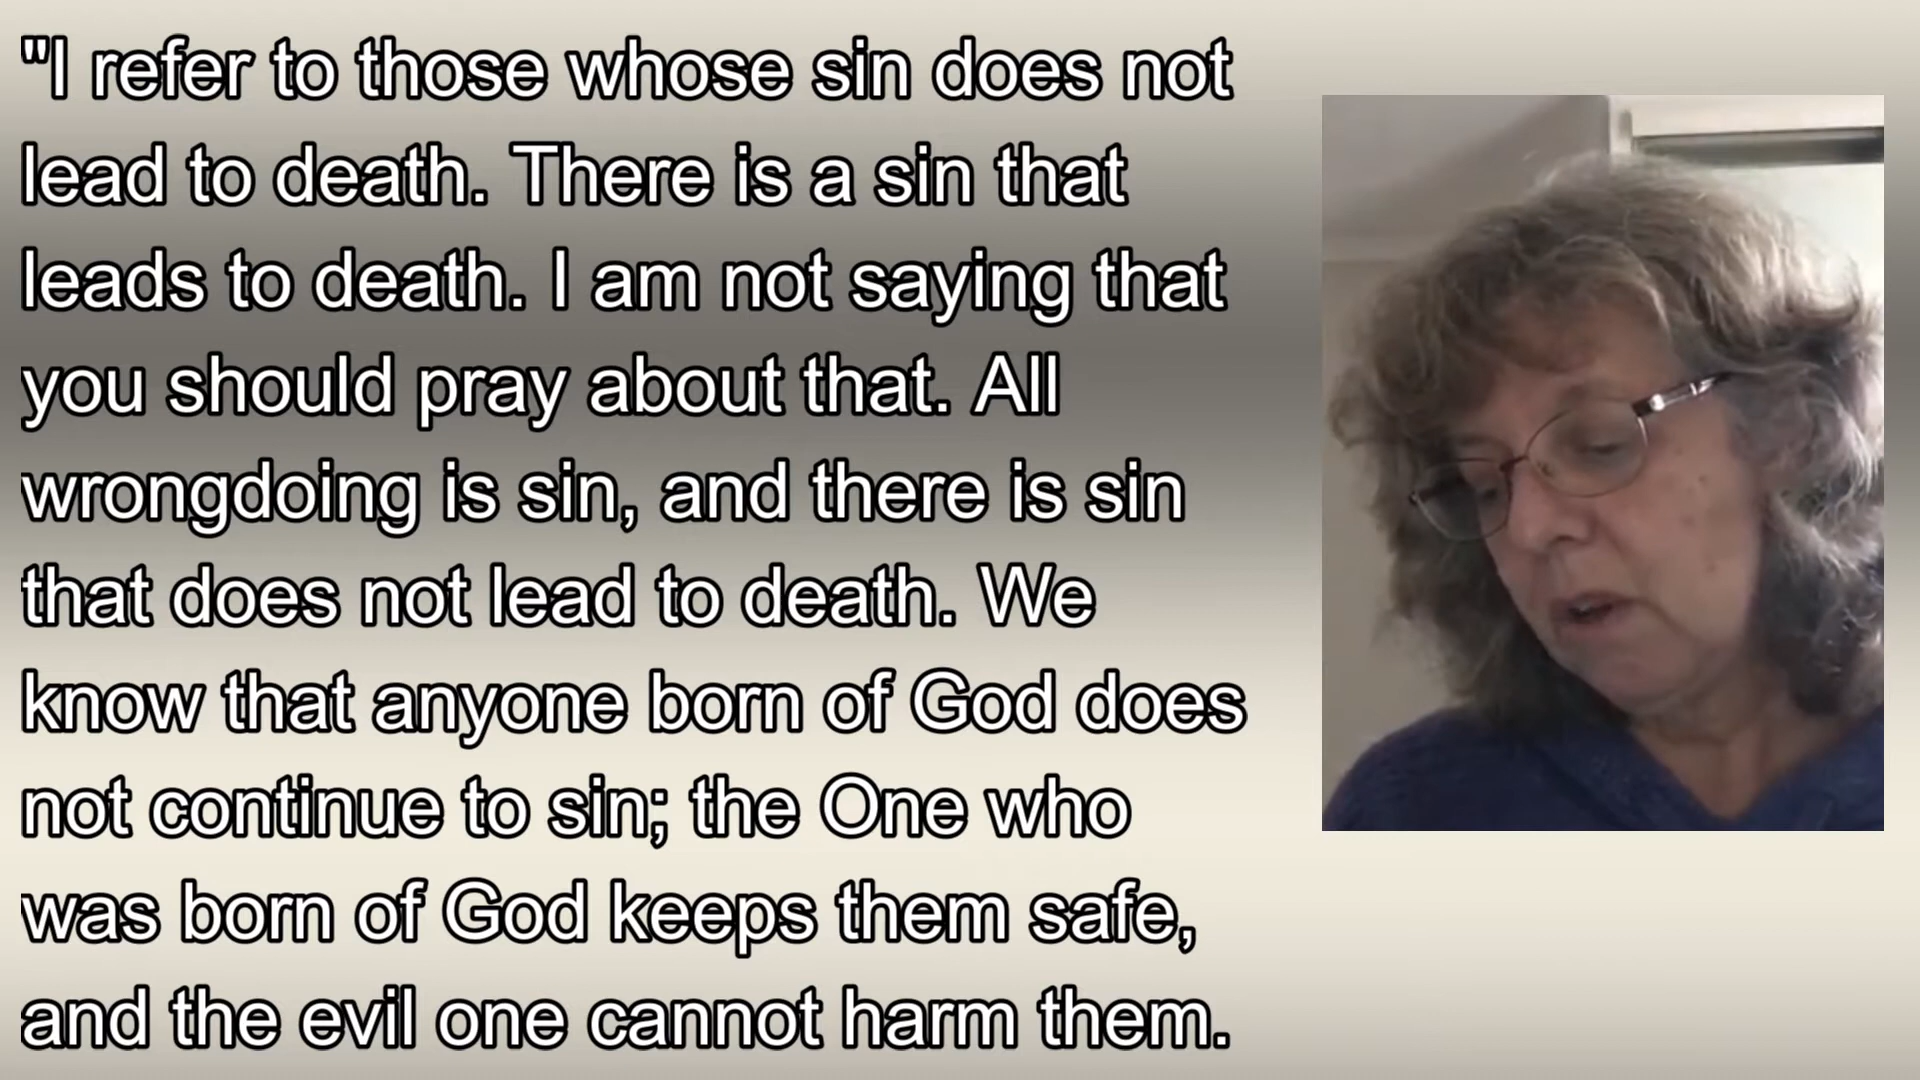 "I refer to those whose sin does not
lead to death. There is a sin that
leads to death. I am not saying that
you should pray about that. All
wrongdoing is sin, and there is sin
that does not lead to death. We
know that anyone born of God does
not continue to sin; the One who
was born of God keeps them safe,
and the evil one cannot harm them.